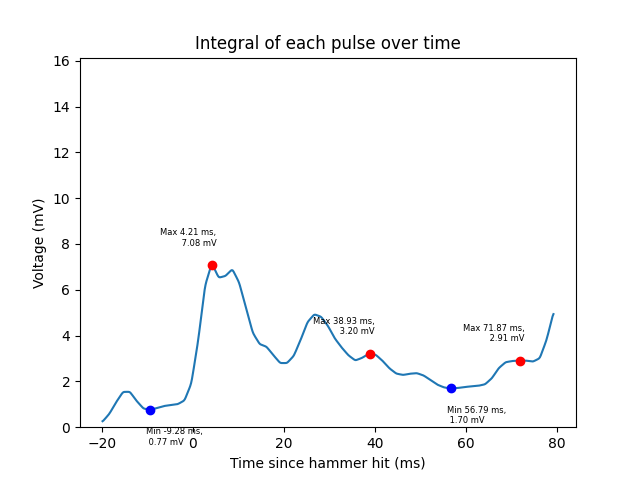 Integral of each pulse over time
Voltage (mV)
16
14
12
10
8
6
4
2
0
Max 4.21 ms,
7.08 mV
Max 38.93 ms,
3.20 mV
Max 71.87 ms,
2.91 mV
Min 56.79 ms,
1.70 mV
Min -9.28 ms,
0.77 mV
−20
0
20
40
60
80
Time since hammer hit (ms)